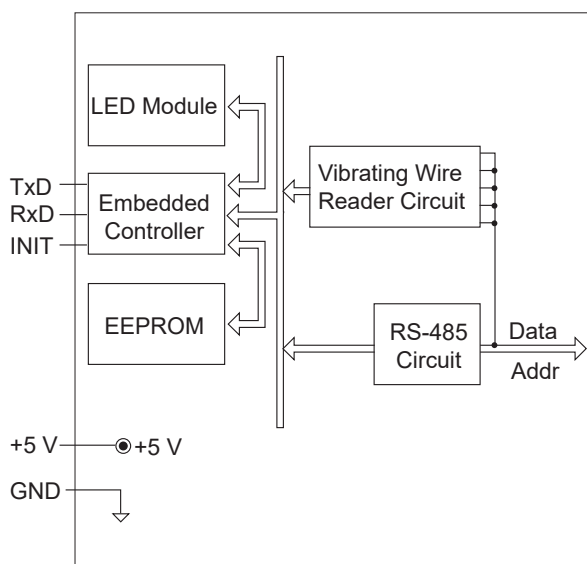 LED Module
TxD
RxD
INIT
Embedded
Controller
Vibrating Wire
Reader Circuit
EEPROM
RS-485
Circuit
Data
Addr
+5 V
+5 V
GND